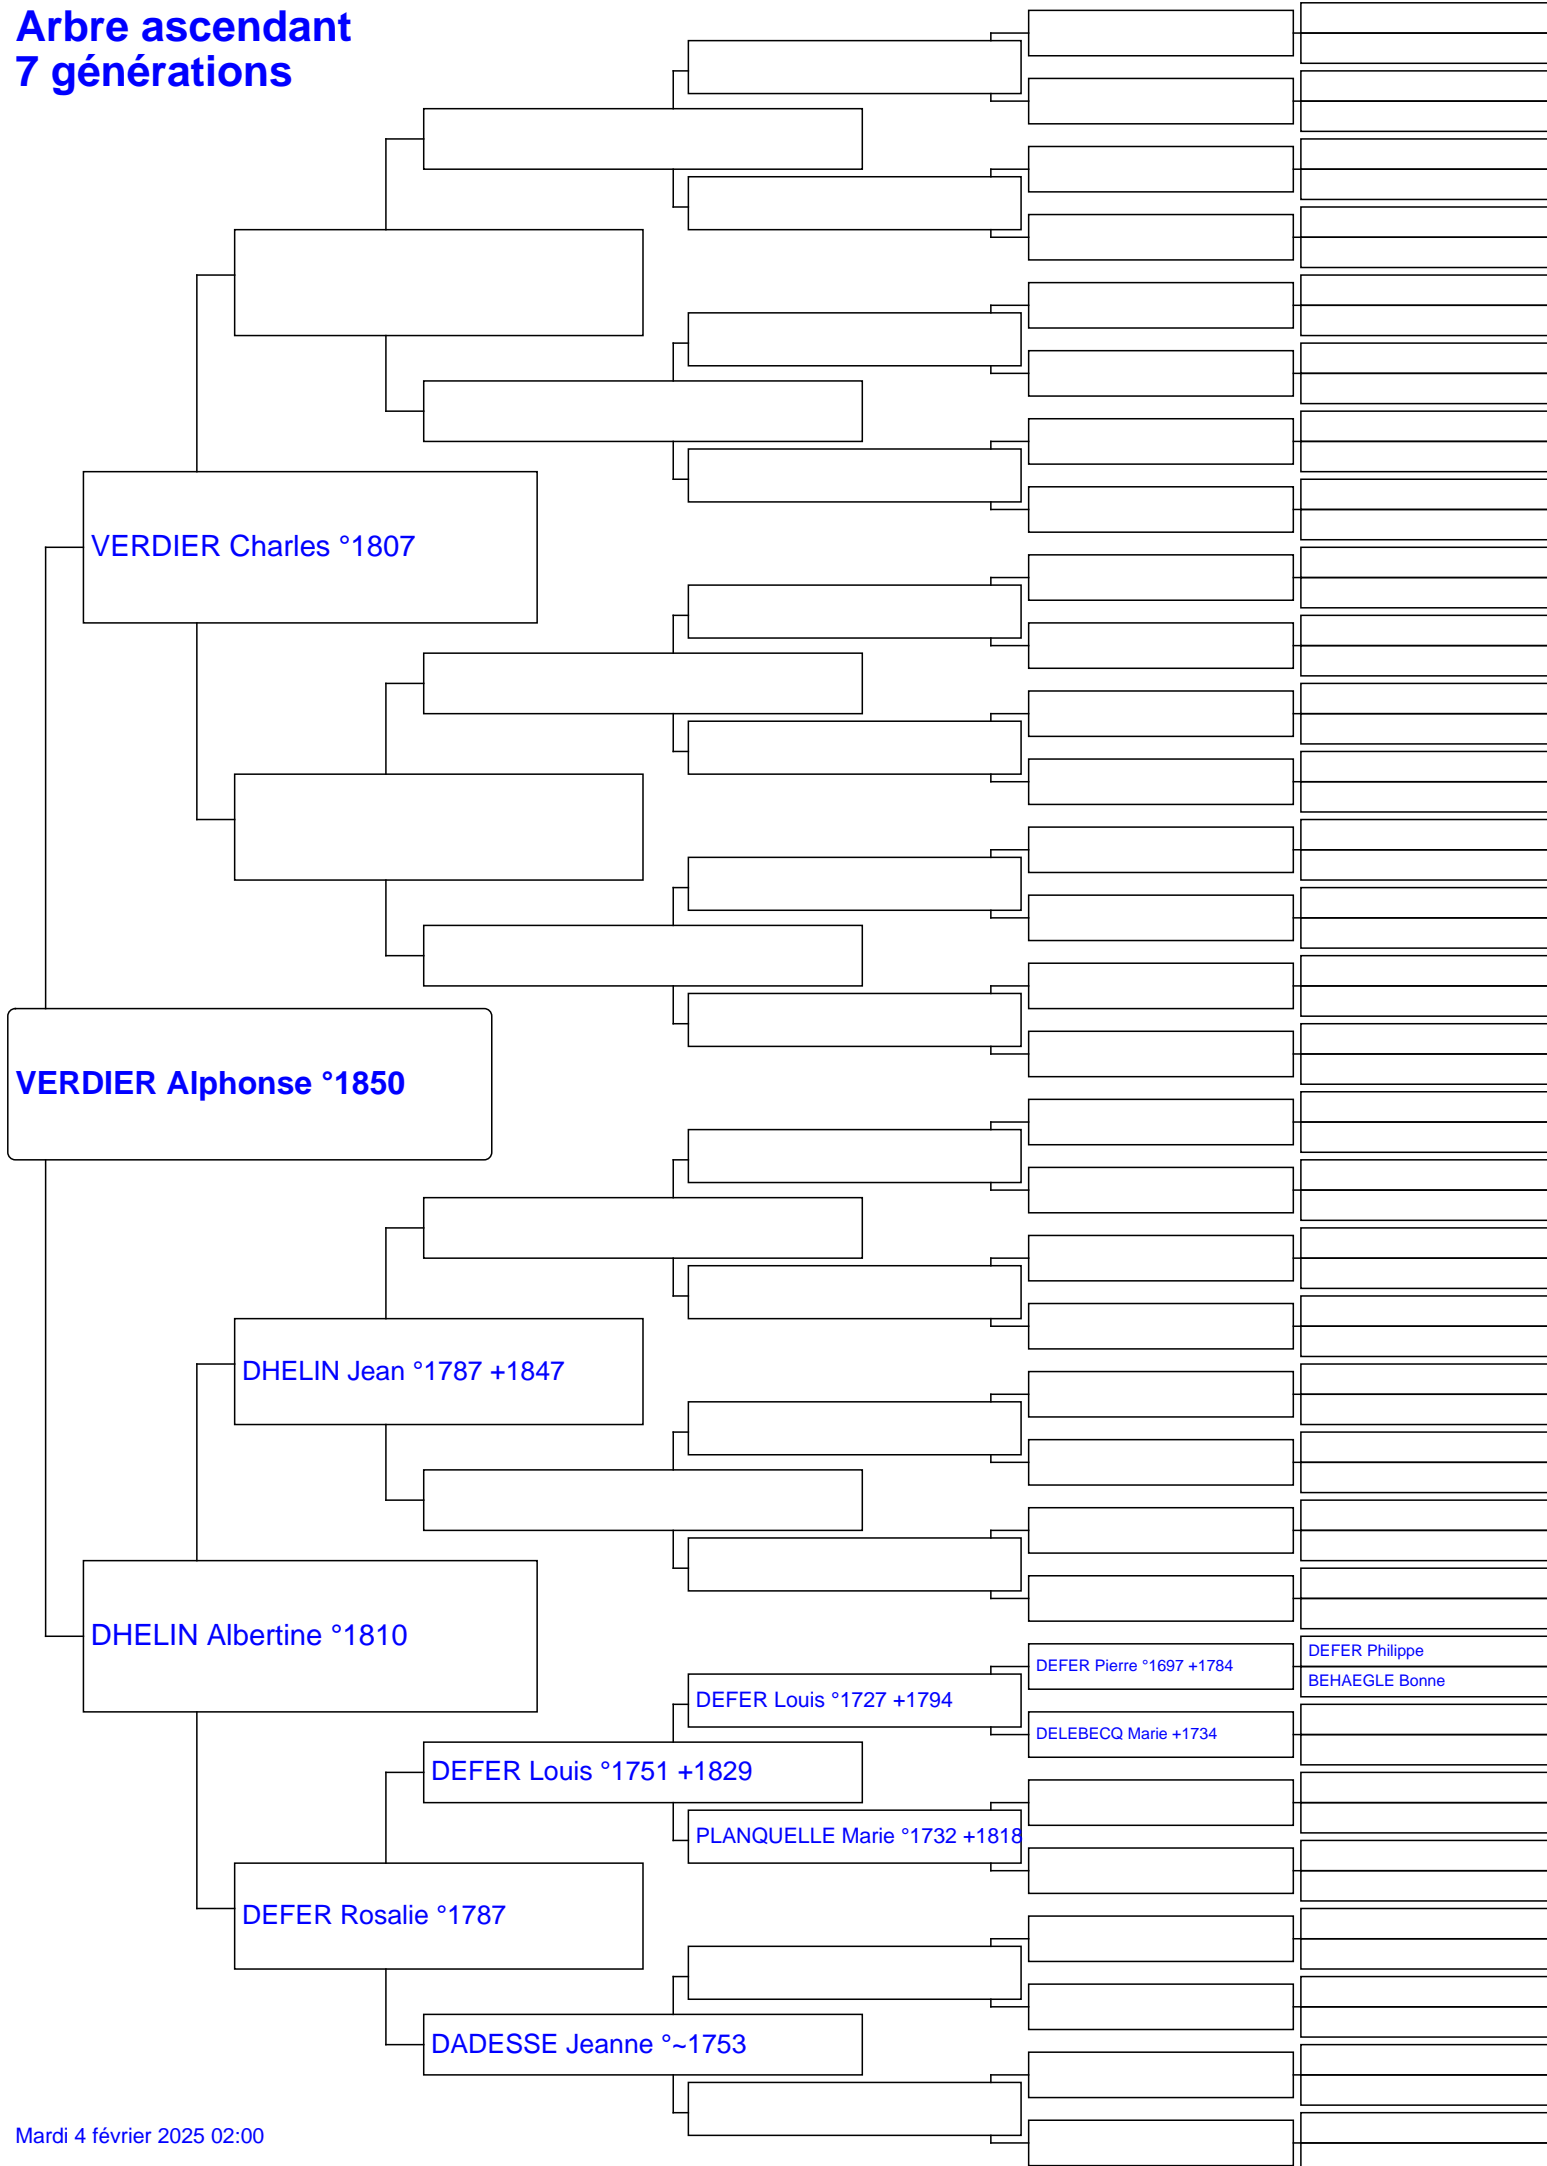 Arbre ascendant
7 générations
VERDIER Charles °1807
VERDIER Alphonse °1850
DHELIN Jean °1787 +1847
DHELIN Albertine °1810
DEFER Philippe
DEFER Pierre °1697 +1784
BEHAEGLE Bonne
DEFER Louis °1727 +1794
DELEBECQ Marie +1734
DEFER Louis °1751 +1829
PLANQUELLE Marie °1732 +1818
DEFER Rosalie °1787
DADESSE Jeanne °~1753
Mardi 4 février 2025 02:00